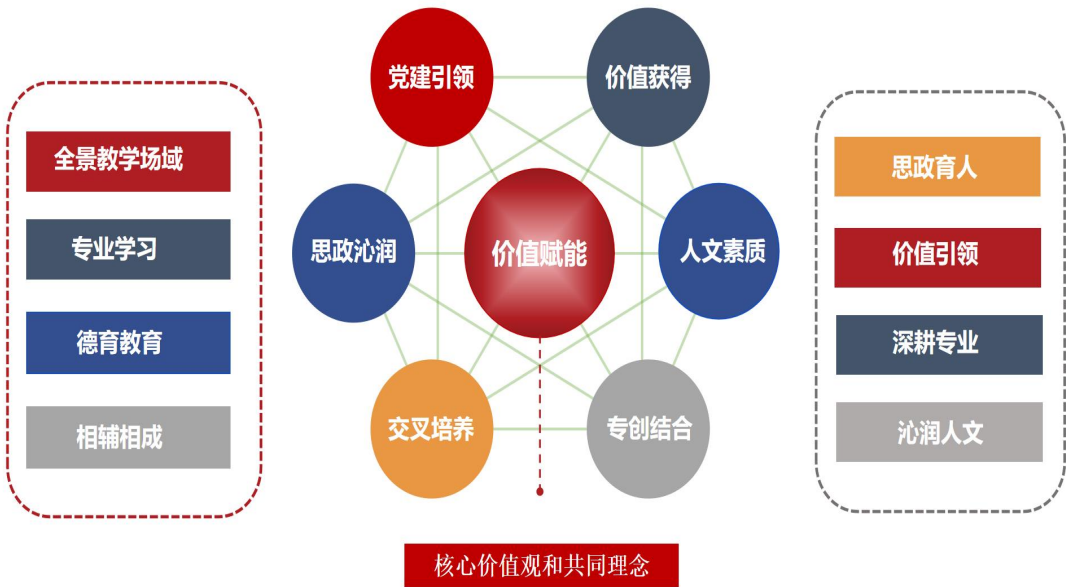 党建引领
价值获得
全景教学场域
专业学习
德育教育
相辅相成
思政沁润
价值赋能
人文素质
交叉培养
专创结合
思政育人
价值引领
深耕专业
沁润人文
核心价值观和共同理念